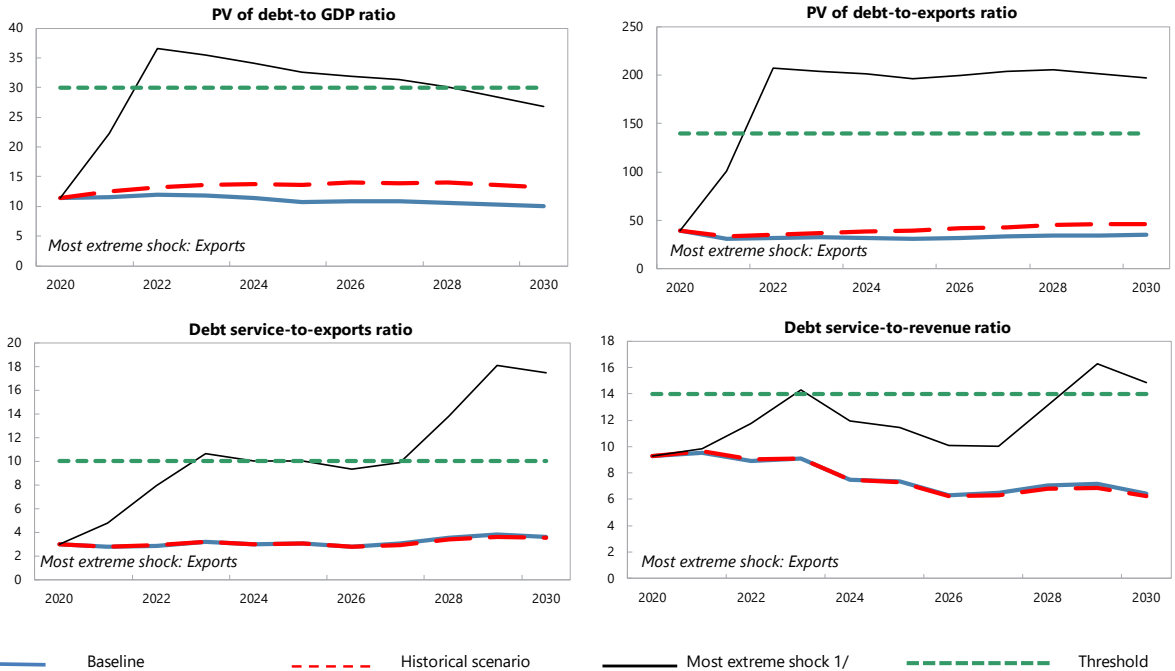 PV of debt-to GDP ratio
40
35
30
25
20
15
10
5
0
Most extreme shock: Exports
2020 2022 2024 2026 2028 2030
PV of debt-to-exports ratio
250
200
150
100
50
0
Most extreme shock: Exports
2020 2022 2024 2026 2028 2030
Debt service-to-exports ratio
20
18
16
14
12
10
8
6
4
2
0
Most extreme shock: Exports
2020 2022 2024 2026 2028 2030
Debt service-to-revenue ratio
18
16
14
12
10
8
6
4
2
0
Most extreme shock: Exports
2020 2022 2024 2026 2028 2030
Baseline Historical scenario Most extreme shock 1/ Threshold